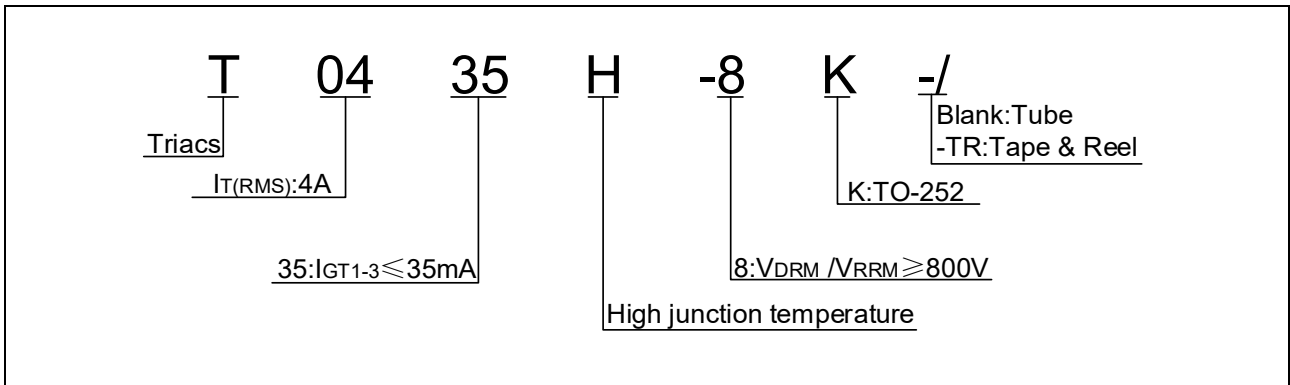 T 04 35 H -8 K -/
Blank:Tube
Triacs
-TR:Tape & Reel
IT(RMS):4A
K:TO-252
35:IGT1-3≤35mA
8:VDRM /VRRM≥800V
High junction temperature